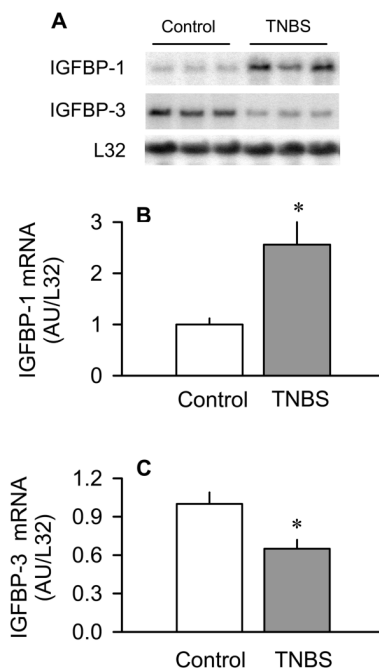 A
Control TNBS
IGFBP-1
IGFBP-3
L32
B
IGFBP-1 mRNA
(AU/L32)
3
2
1
0
*
Control TNBS
C
IGFBP-3 mRNA
(AU/L32)
1.2
0.9
0.6
0.3
0.0
*
Control TNBS